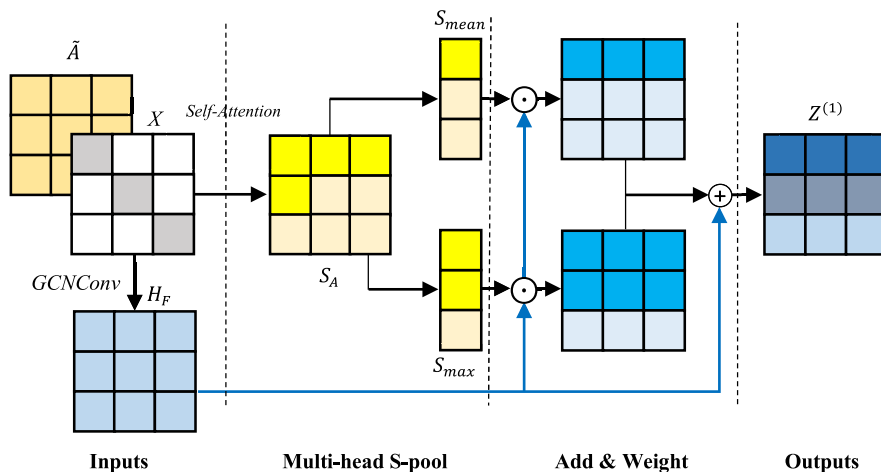 Ã
X
Self-Attention
S_mean
Z^(1)
S_A
GCNConv
H_F
S_max
Inputs
Multi-head S-pool
Add & Weight
Outputs